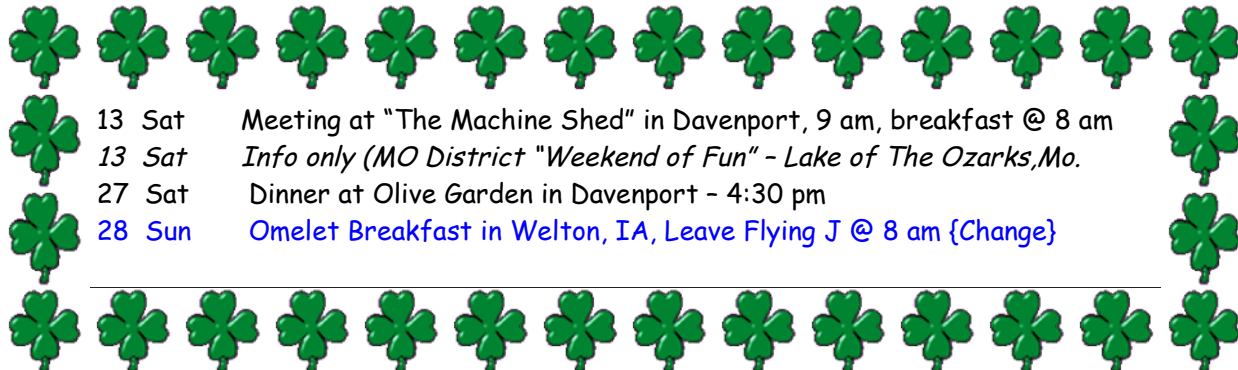 13 Sat Meeting at “The Machine Shed” in Davenport, 9 am, breakfast @ 8 am
13 Sat Info only (MO District “Weekend of Fun” – Lake of The Ozarks,Mo.
27 Sat Dinner at Olive Garden in Davenport – 4:30 pm
28 Sun Omelet Breakfast in Welton, IA, Leave Flying J @ 8 am {Change}